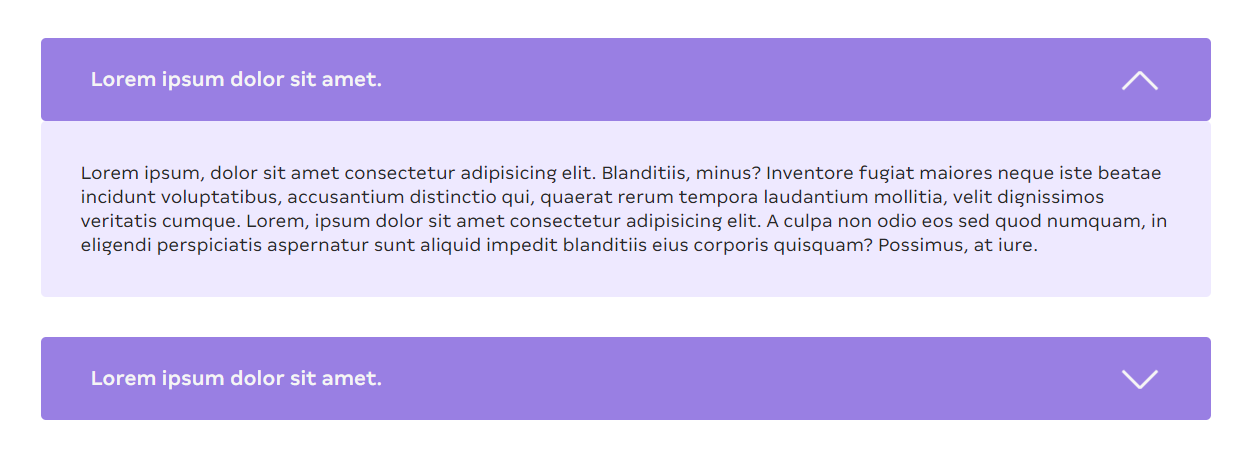 Lorem ipsum dolor sit amet.
Lorem ipsum, dolor sit amet consectetur adipisicing elit. Blanditiis, minus? Inventore fugiat maiores neque iste beatae
incidunt voluptatibus, accusantium distinctio qui, quaerat rerum tempora laudantium mollitia, velit dignissimos
veritatis cumque. Lorem, ipsum dolor sit amet consectetur adipisicing elit. A culpa non odio eos sed quod numquam, in
eligendi perspiciatis aspernatur sunt aliquid impedit blanditiis eius corporis quisquam? Possimus, at iure.
Lorem ipsum dolor sit amet.